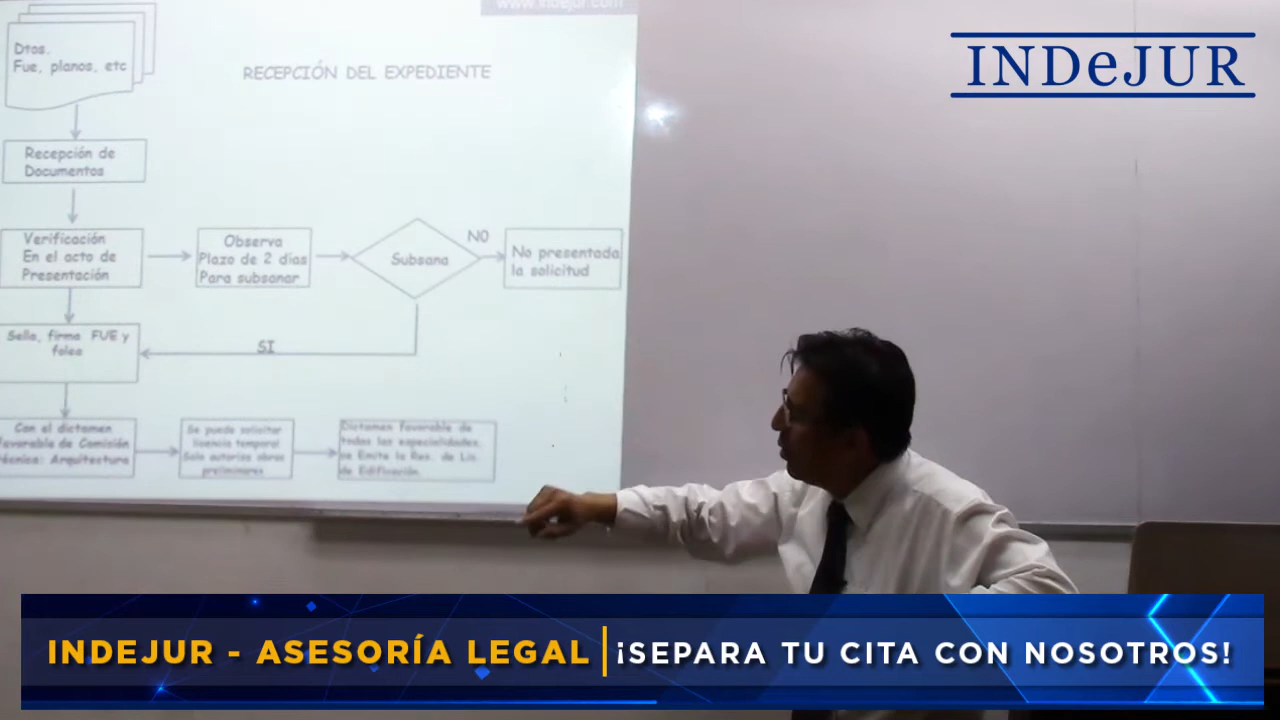 www.indejur.com
INDeJUR
Dtos.
Fue, planos, etc
RECEPCIÓN DEL EXPEDIENTE
Recepción de
Documentos
Verificación
En el acto de
Presentación
Observa
Plazo de 2 días
Para subsanar
Subsana
NO
No presentada
la solicitud
Sella, firma FUE y
folea
SI
Con el dictamen
favorable de Comisión
Técnica: Arquitectura
Se puede solicitar
licencia temporal
Solo autoriza obras
preliminares
Dictamen favorable de
todas las especialidades,
se Emite la Res. de Lic.
de Edificación.
INDEJUR - ASESORÍA LEGAL
¡SEPARA TU CITA CON NOSOTROS!